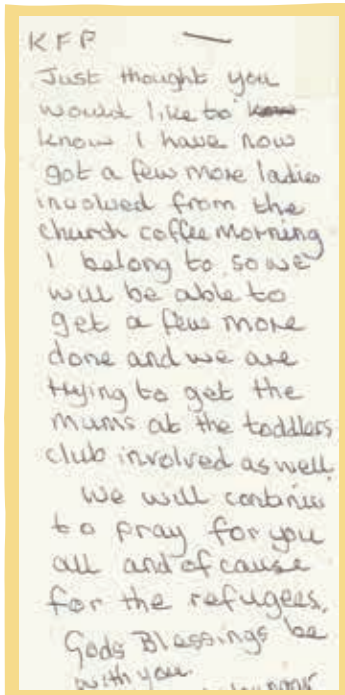 KFP —
Just thought you
would like to know
know I have now
got a few more ladies
involved from the
church coffee morning
I belong to so we
will be able to
get a few more
done and we are
trying to get the
mums at the toddlers
club involved as well.
We will continue
to pray for you
all and of cause
for the refugees.
Gods Blessings be
with you.